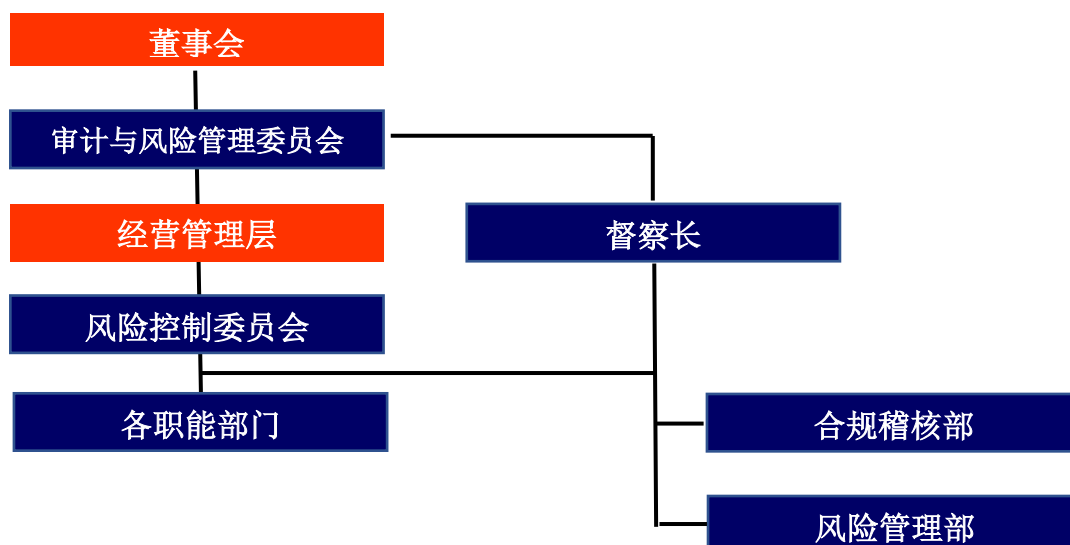 董事会
审计与风险管理委员会
经营管理层
督察长
风险控制委员会
各职能部门
合规稽核部
风险管理部